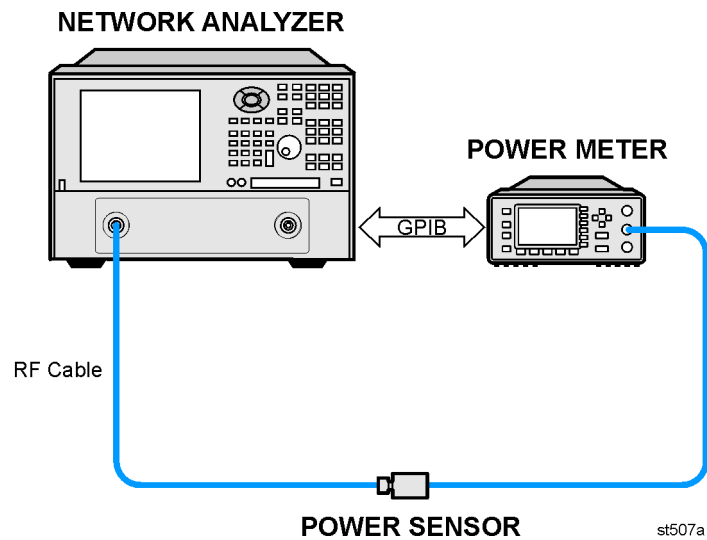 NETWORK ANALYZER
POWER METER
GPIB
RF Cable
POWER SENSOR
st507a